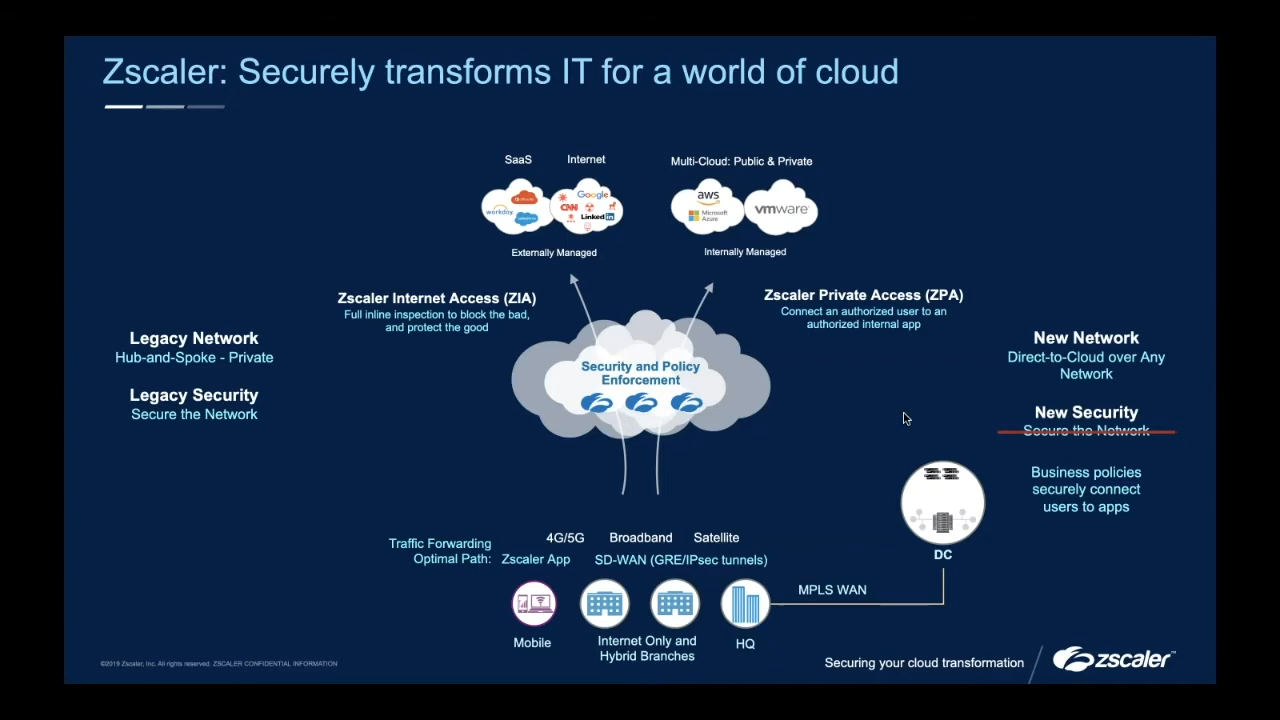 Zscaler: Securely transforms IT for a world of cloud
SaaS
Internet
Multi-Cloud: Public & Private
workday
Google
CNN
LinkedIn
aws
Microsoft
Azure
vmware
Externally Managed
Internally Managed
Zscaler Internet Access (ZIA)
Full inline inspection to block the bad,
and protect the good
Zscaler Private Access (ZPA)
Connect an authorized user to an
authorized internal app
Legacy Network
Hub-and-Spoke - Private
Legacy Security
Secure the Network
Security and Policy
Enforcement
New Network
Direct-to-Cloud over Any
Network
New Security
Secure the Network
Business policies
securely connect
users to apps
DC
4G/5G
Broadband
Satellite
Traffic Forwarding
Optimal Path:
Zscaler App
SD-WAN (GRE/IPsec tunnels)
MPLS WAN
Mobile
Internet Only and
Hybrid Branches
HQ
©2019 Zscaler, Inc. All rights reserved. ZSCALER CONFIDENTIAL INFORMATION
Securing your cloud transformation
zscaler™